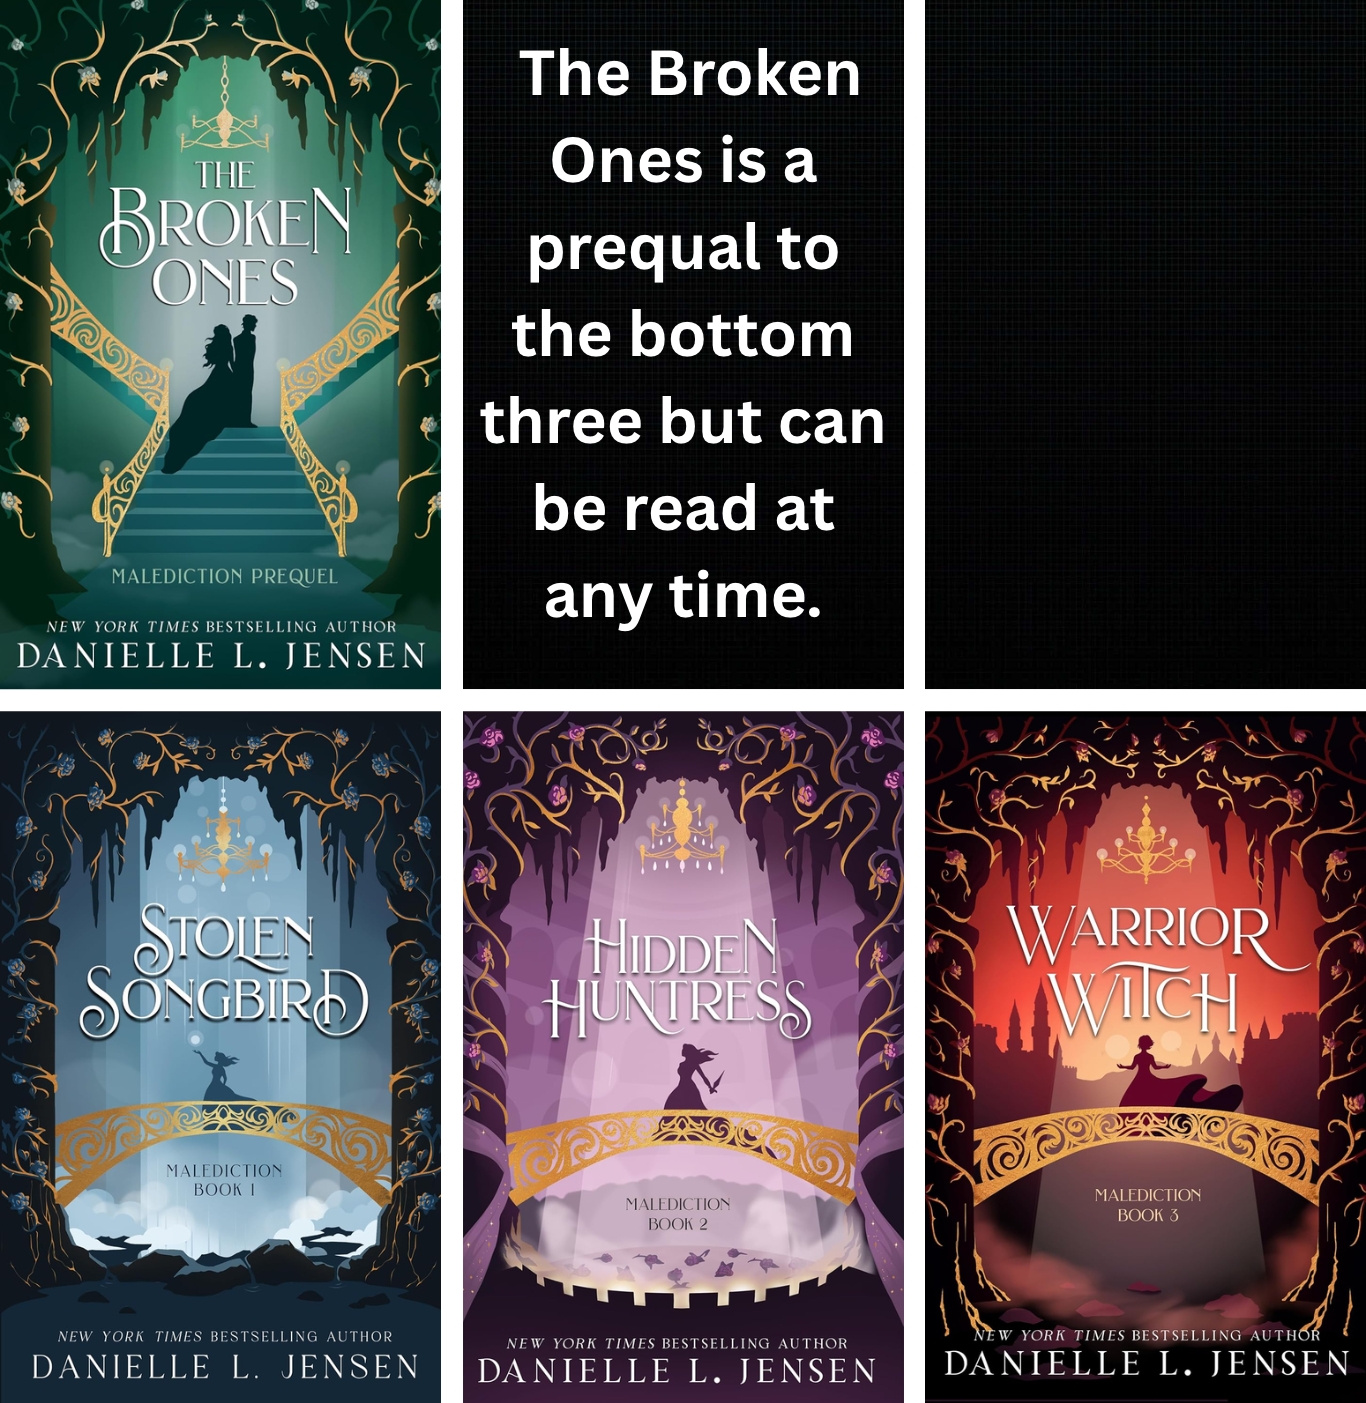 THE
BROKEN
ONES
MALEDICTION PREQUEL
NEW YORK TIMES BESTSELLING AUTHOR
DANIELLE L. JENSEN
The Broken
Ones is a
prequal to
the bottom
three but can
be read at
any time.
STOLEN
SONGBIRD
MALEDICTION
BOOK 1
NEW YORK TIMES BESTSELLING AUTHOR
DANIELLE L. JENSEN
HIDDEN
HUNTRESS
MALEDICTION
BOOK 2
NEW YORK TIMES BESTSELLING AUTHOR
DANIELLE L. JENSEN
WARRIOR
WITCH
MALEDICTION
BOOK 3
NEW YORK TIMES BESTSELLING AUTHOR
DANIELLE L. JENSEN